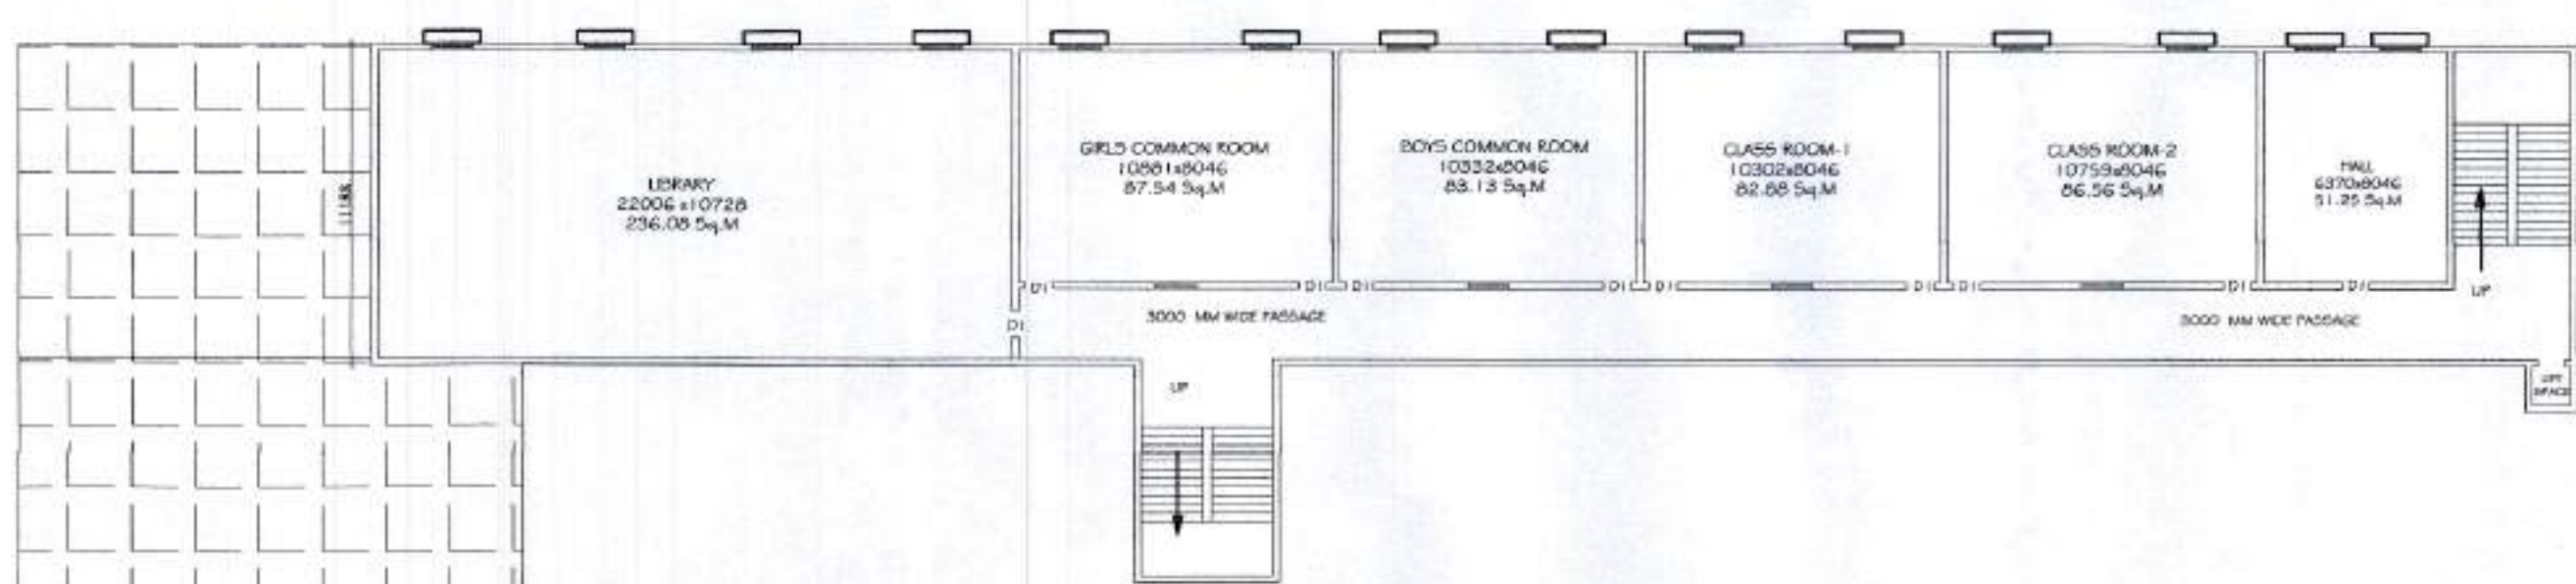 LIBRARY
22006 x10728
236.08 Sq.M
GIRLS COMMON ROOM
10881x8046
87.54 Sq.M
BOYS COMMON ROOM
10332x8046
83.13 Sq.M
CLASS ROOM-1
10302x8046
82.88 Sq.M
CLASS ROOM-2
10759x8046
86.56 Sq.M
HALL
6370x8046
51.25 Sq.M
11188
D1
D1
D1
D1
D1
D1
D1
D1
D1
D1
UP
3000 MM WIDE PASSAGE
3000 MM WIDE PASSAGE
UP
LIFT
SPACE